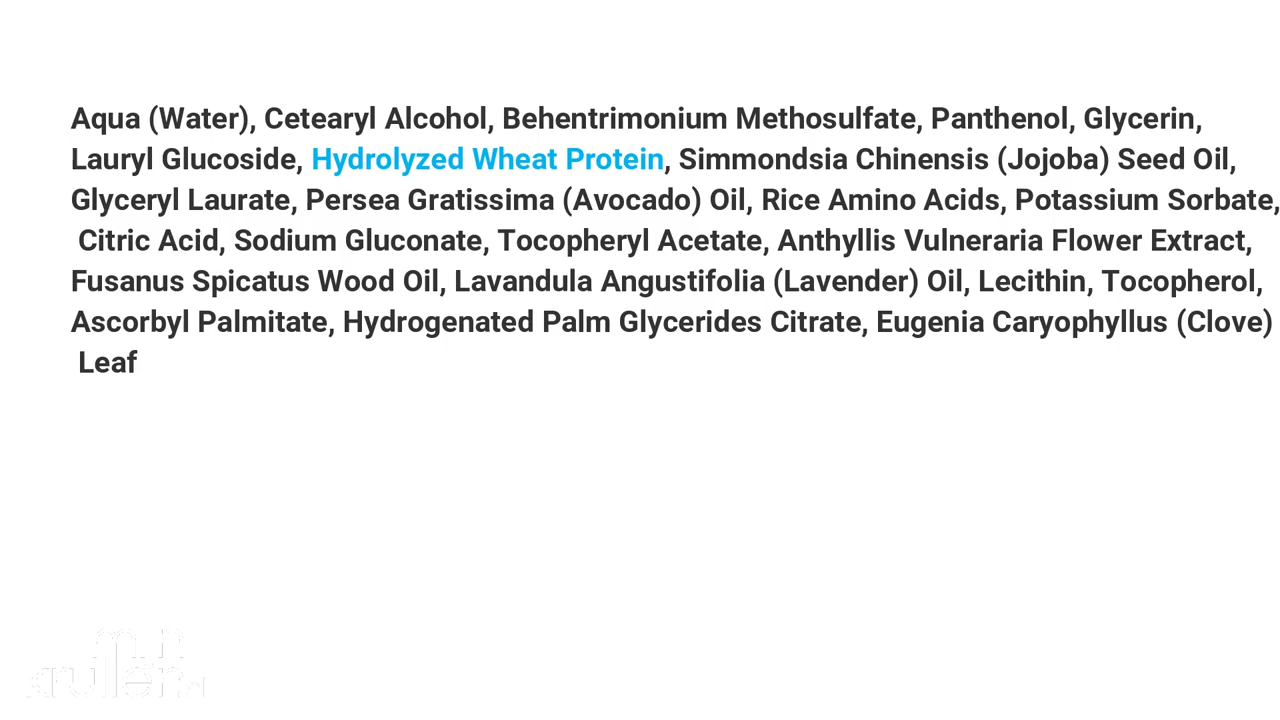 Aqua (Water), Cetearyl Alcohol, Behentrimonium Methosulfate, Panthenol, Glycerin,
Lauryl Glucoside, Hydrolyzed Wheat Protein, Simmondsia Chinensis (Jojoba) Seed Oil,
Glyceryl Laurate, Persea Gratissima (Avocado) Oil, Rice Amino Acids, Potassium Sorbate,
Citric Acid, Sodium Gluconate, Tocopheryl Acetate, Anthyllis Vulneraria Flower Extract,
Fusanus Spicatus Wood Oil, Lavandula Angustifolia (Lavender) Oil, Lecithin, Tocopherol,
Ascorbyl Palmitate, Hydrogenated Palm Glycerides Citrate, Eugenia Caryophyllus (Clove)
Leaf